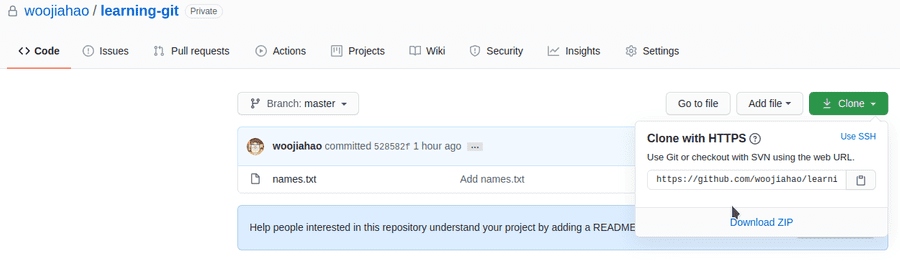 woojiahao / learning-git Private
Code Issues Pull requests Actions Projects Wiki Security Insights Settings
Branch: master Go to file Add file Clone
woojiahao committed 528582f 1 hour ago ...
names.txt Add names.txt
Help people interested in this repository understand your project by adding a README
Clone with HTTPS ? Use SSH
Use Git or checkout with SVN using the web URL.
https://github.com/woojiahao/learni
Download ZIP